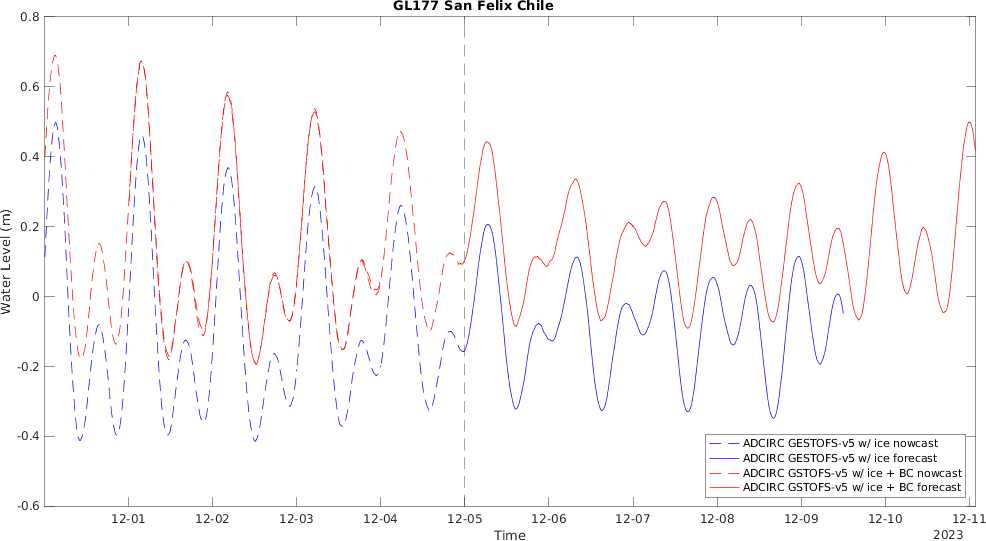 GL177 San Felix Chile
0.8
0.6
0.4
0.2
0
-0.2
-0.4
-0.6
Water Level (m)
ADCIRC GESTOFS-v5 w/ ice nowcast
ADCIRC GESTOFS-v5 w/ ice forecast
ADCIRC GSTOFS-v5 w/ ice + BC nowcast
ADCIRC GSTOFS-v5 w/ ice + BC forecast
12-01 12-02 12-03 12-04 12-05 12-06 12-07 12-08 12-09 12-10 12-11
Time
2023